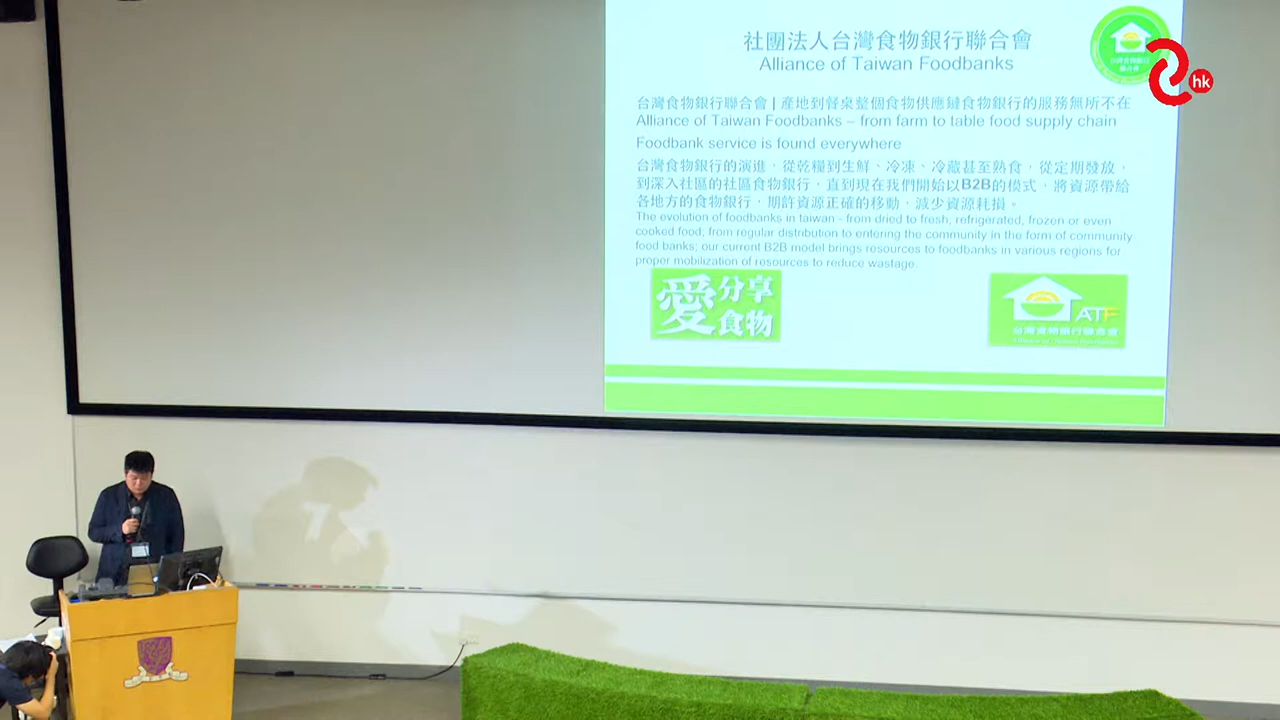 社團法人台灣食物銀行聯合會
Alliance of Taiwan Foodbanks
台灣食物銀行聯合會
hk
台灣食物銀行聯合會 | 產地到餐桌整個食物供應鏈食物銀行的服務無所不在
Alliance of Taiwan Foodbanks – from farm to table food supply chain
Foodbank service is found everywhere
台灣食物銀行的演進，從乾糧到生鮮、冷凍、冷藏甚至熟食，從定期發放，
到深入社區的社區食物銀行，直到現在我們開始以B2B的模式，將資源帶給
各地方的食物銀行，期許資源正確的移動，減少資源耗損。
The evolution of foodbanks in taiwan - from dried to fresh, refrigerated, frozen or even
cooked food; from regular distribution to entering the community in the form of community
food banks; our current B2B model brings resources to foodbanks in various regions for
proper mobilization of resources to reduce wastage.
愛分享
食物
ATF
台灣食物銀行聯合會